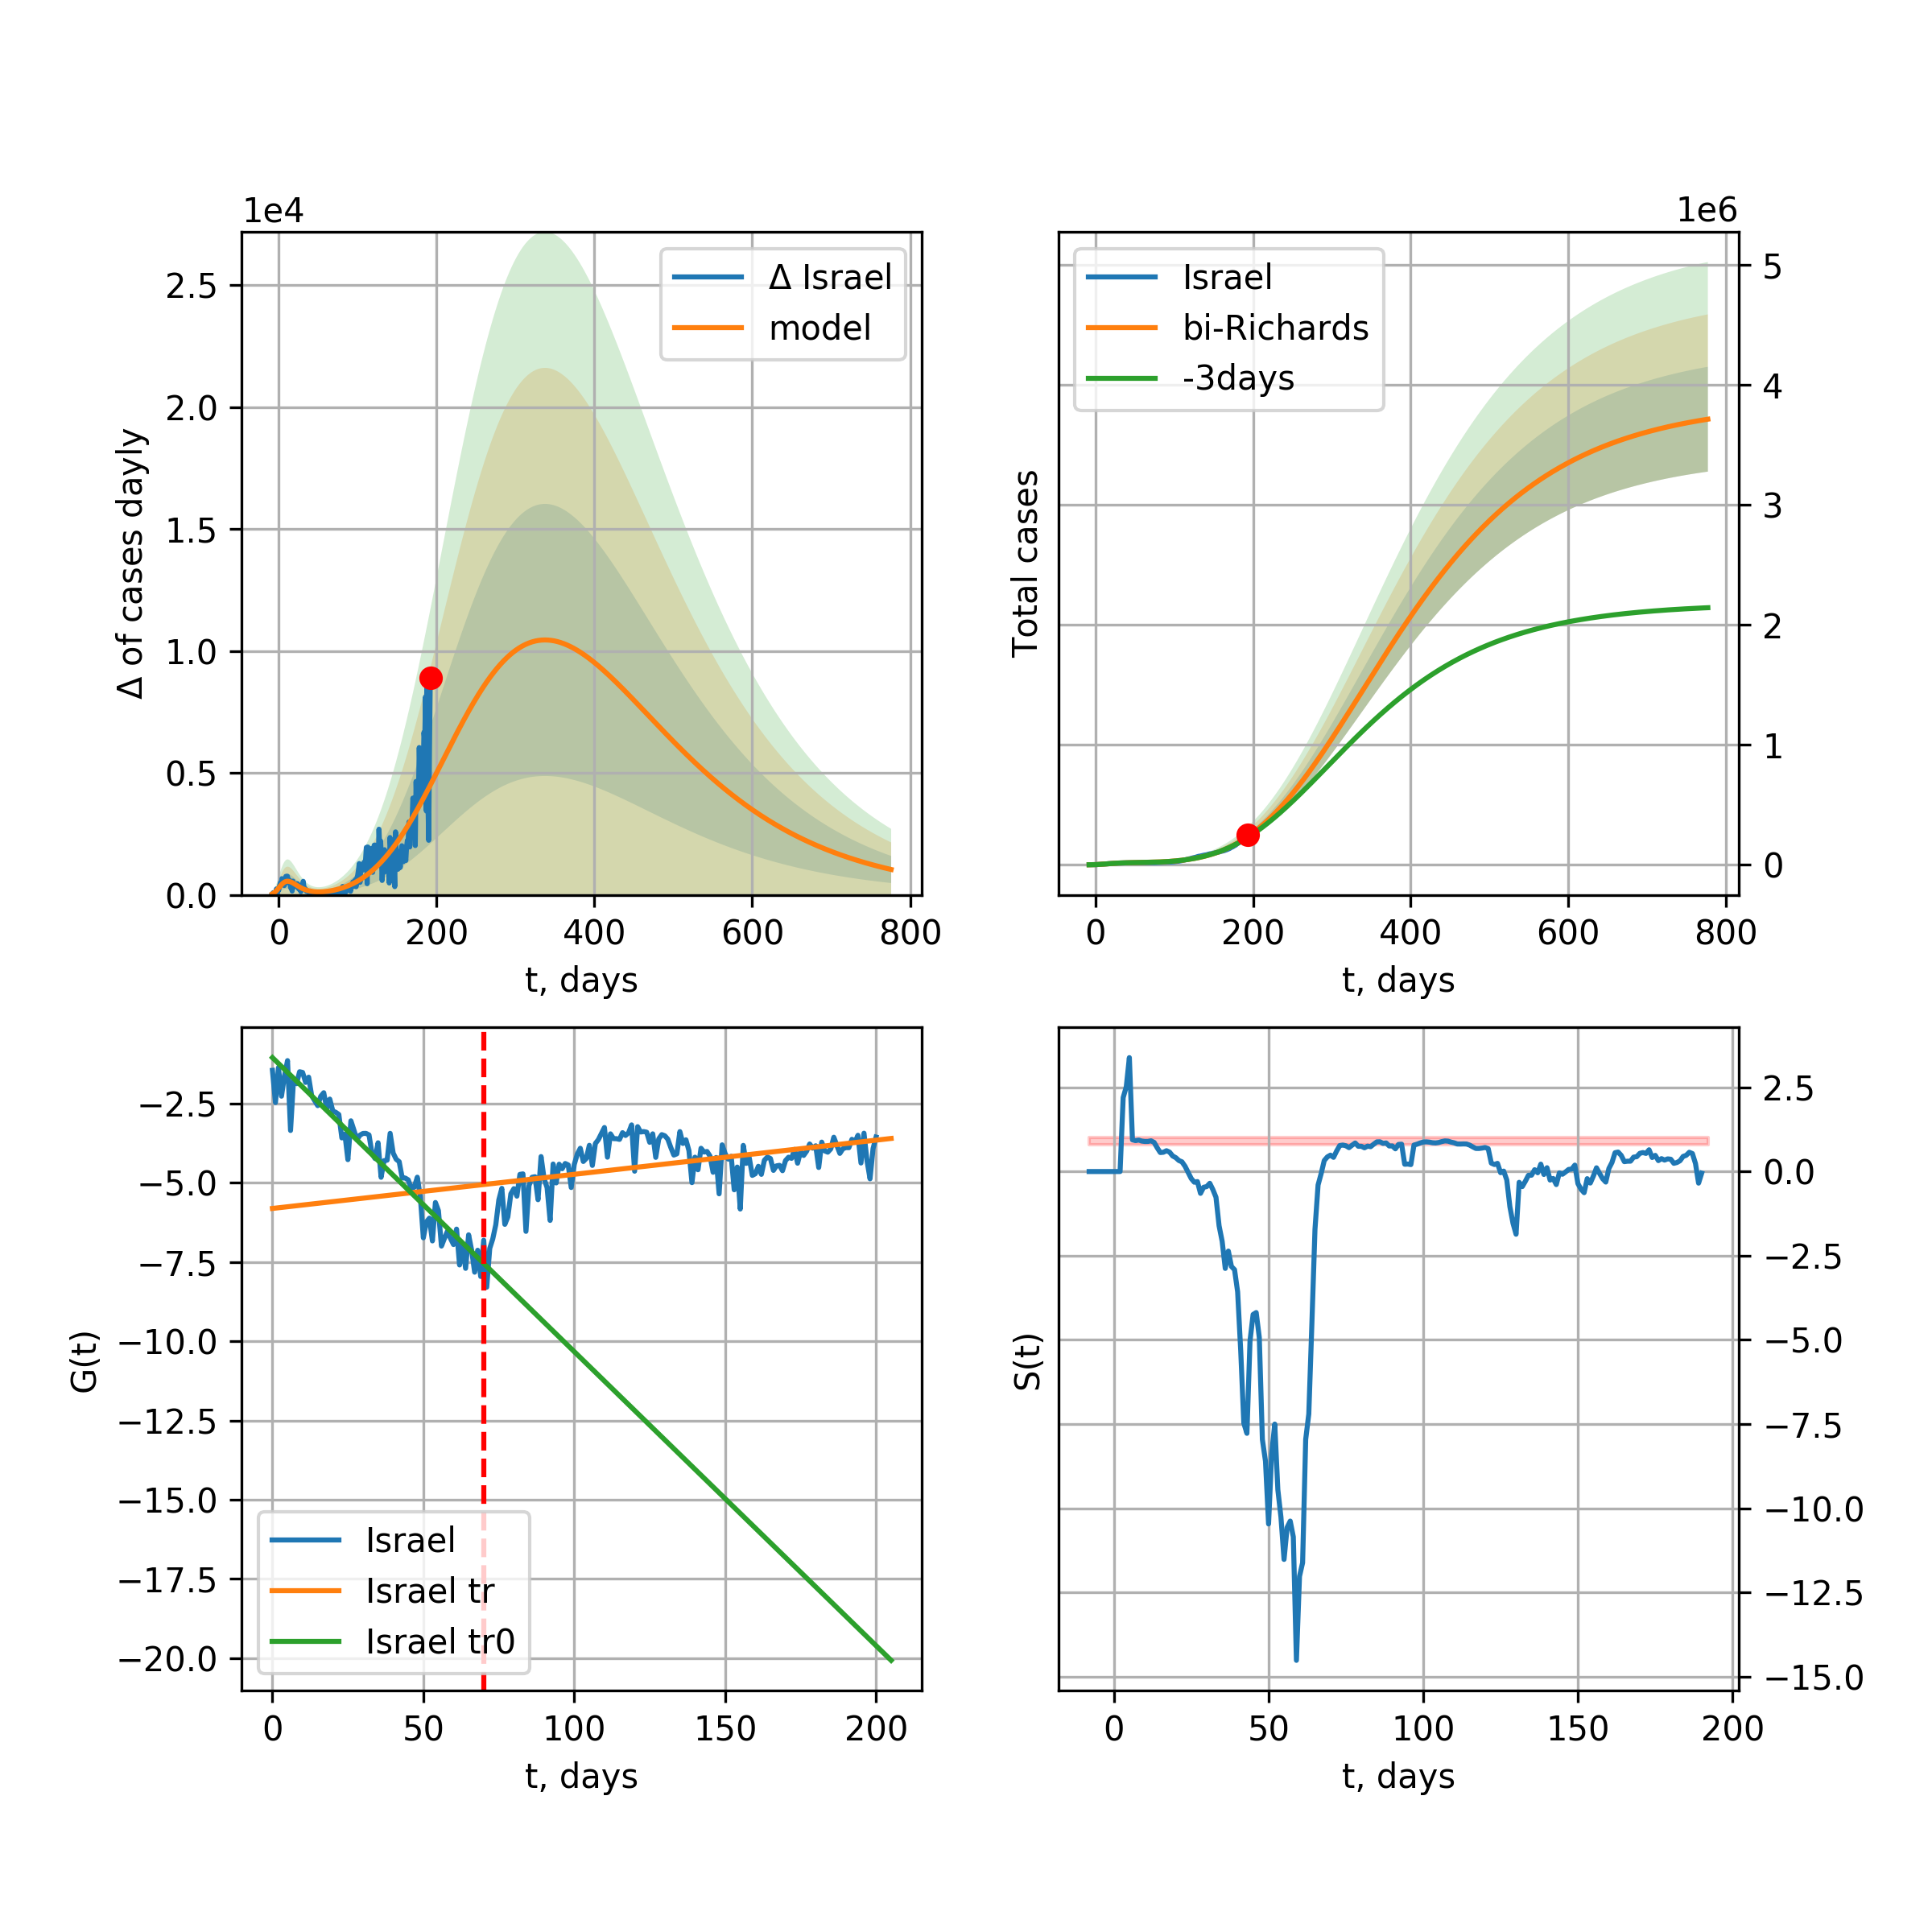 1e4
Δ of cases dayly
2.5
2.0
1.5
1.0
0.5
0.0
0 200 400 600 800
t, days
Δ Israel
model
1e6
Total cases
5
4
3
2
1
0
0 200 400 600 800
t, days
Israel
bi-Richards
-3days
G(t)
−2.5
−5.0
−7.5
−10.0
−12.5
−15.0
−17.5
−20.0
0 50 100 150 200
t, days
Israel
Israel tr
Israel tr0
S(t)
2.5
0.0
−2.5
−5.0
−7.5
−10.0
−12.5
−15.0
0 50 100 150 200
t, days